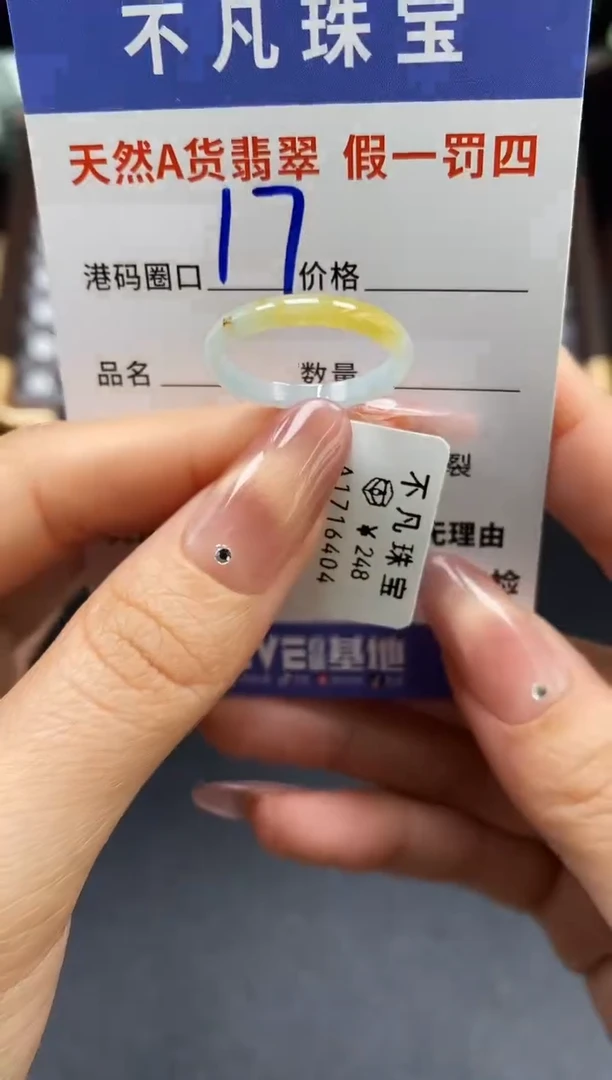 不凡珠宝
天然A货翡翠 假一罚四
港码圈口 17 价格
品名 数量
裂
无理由
检
不凡珠宝
¥248
A1716404
基地